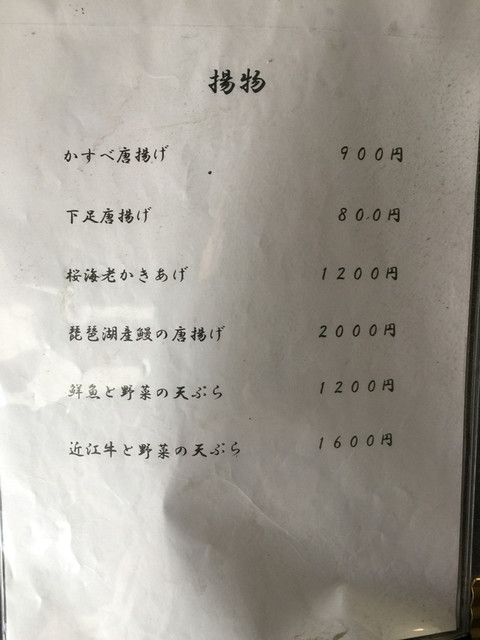 揚物
かすべ唐揚げ 900円
下足唐揚げ 800円
桜海老かきあげ 1200円
琵琶湖産鰻の唐揚げ 2000円
鮮魚と野菜の天ぷら 1200円
近江牛と野菜の天ぷら 1600円